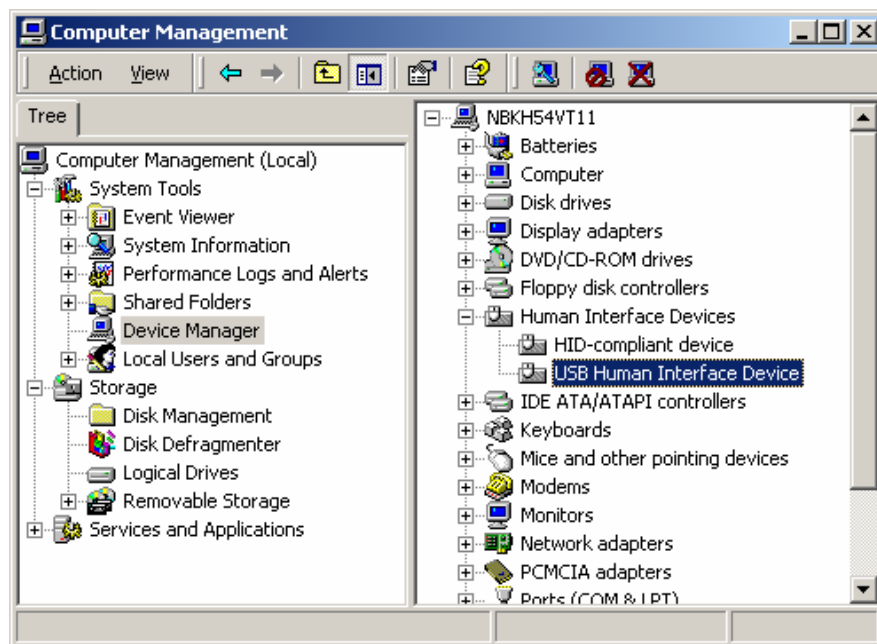 Computer Management
Action View
Tree
Computer Management (Local)
System Tools
Event Viewer
System Information
Performance Logs and Alerts
Shared Folders
Device Manager
Local Users and Groups
Storage
Disk Management
Disk Defragmenter
Logical Drives
Removable Storage
Services and Applications
NBKH54VT11
Batteries
Computer
Disk drives
Display adapters
DVD/CD-ROM drives
Floppy disk controllers
Human Interface Devices
HID-compliant device
USB Human Interface Device
IDE ATA/ATAPI controllers
Keyboards
Mice and other pointing devices
Modems
Monitors
Network adapters
PCMCIA adapters
Ports (COM & LPT)